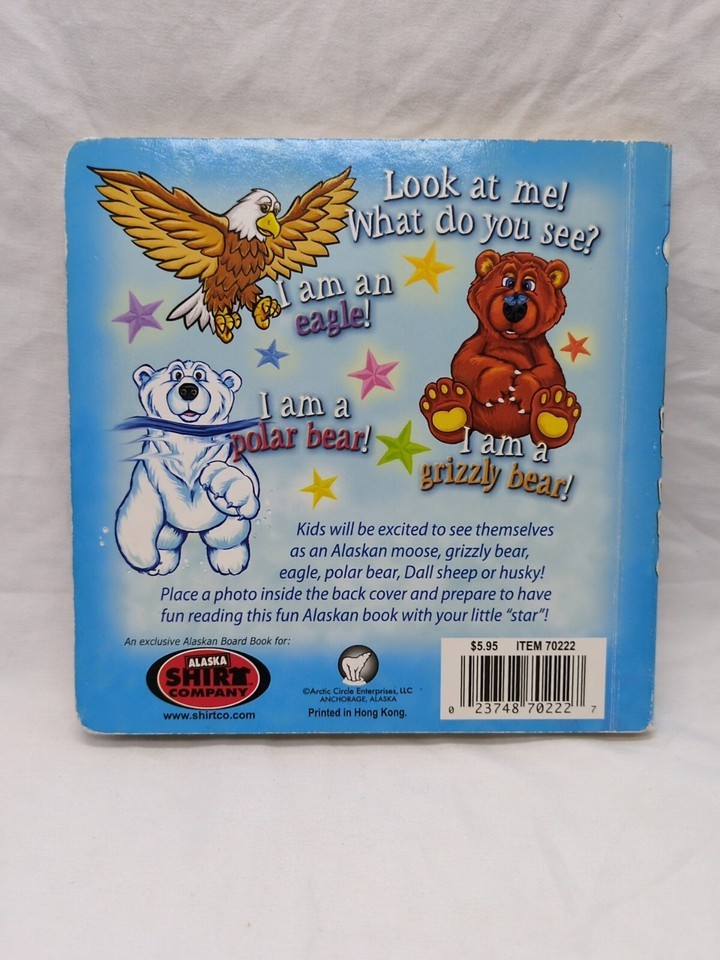 Look at me!
What do you see?
I am an
eagle!
I am a
polar bear!
I am a
grizzly bear!
Kids will be excited to see themselves
as an Alaskan moose, grizzly bear,
eagle, polar bear, Dall sheep or husky!
Place a photo inside the back cover and prepare to have
fun reading this fun Alaskan book with your little "star"!
An exclusive Alaskan Board Book for:
ALASKA
SHIRT
COMPANY
www.shirtco.com
©Arctic Circle Enterprises, LLC
ANCHORAGE, ALASKA
Printed in Hong Kong.
$5.95 ITEM 70222
0 23748 70222 7